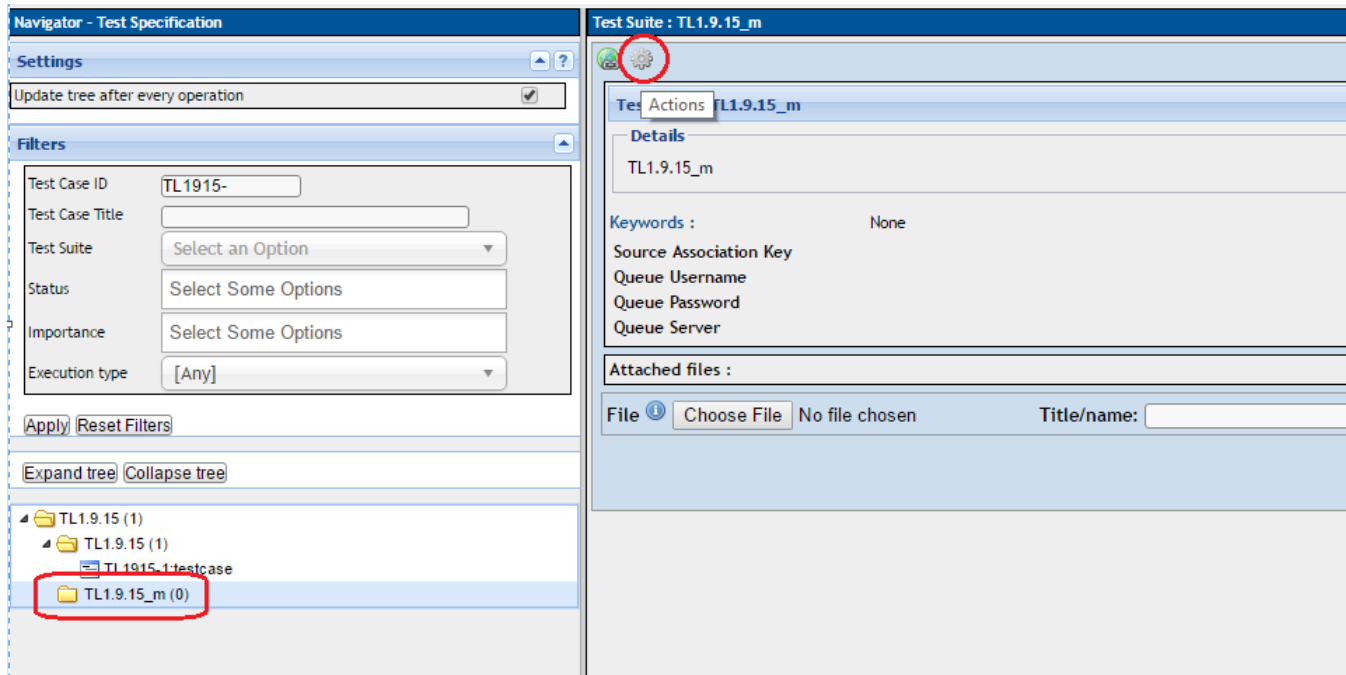 Navigator - Test Specification
Settings
?
Update tree after every operation
Filters
Test Case ID TL1915-
Test Case Title
Test Suite Select an Option
Status Select Some Options
Importance Select Some Options
Execution type [Any]
Apply Reset Filters
Expand tree Collapse tree
TL1.9.15 (1)
TL1.9.15 (1)
TL1915-1:testcase
TL1.9.15_m (0)
Test Suite : TL1.9.15_m
Actions
TL1.9.15_m
Details
TL1.9.15_m
Keywords : None
Source Association Key
Queue Username
Queue Password
Queue Server
Attached files :
File Choose File No file chosen Title/name: